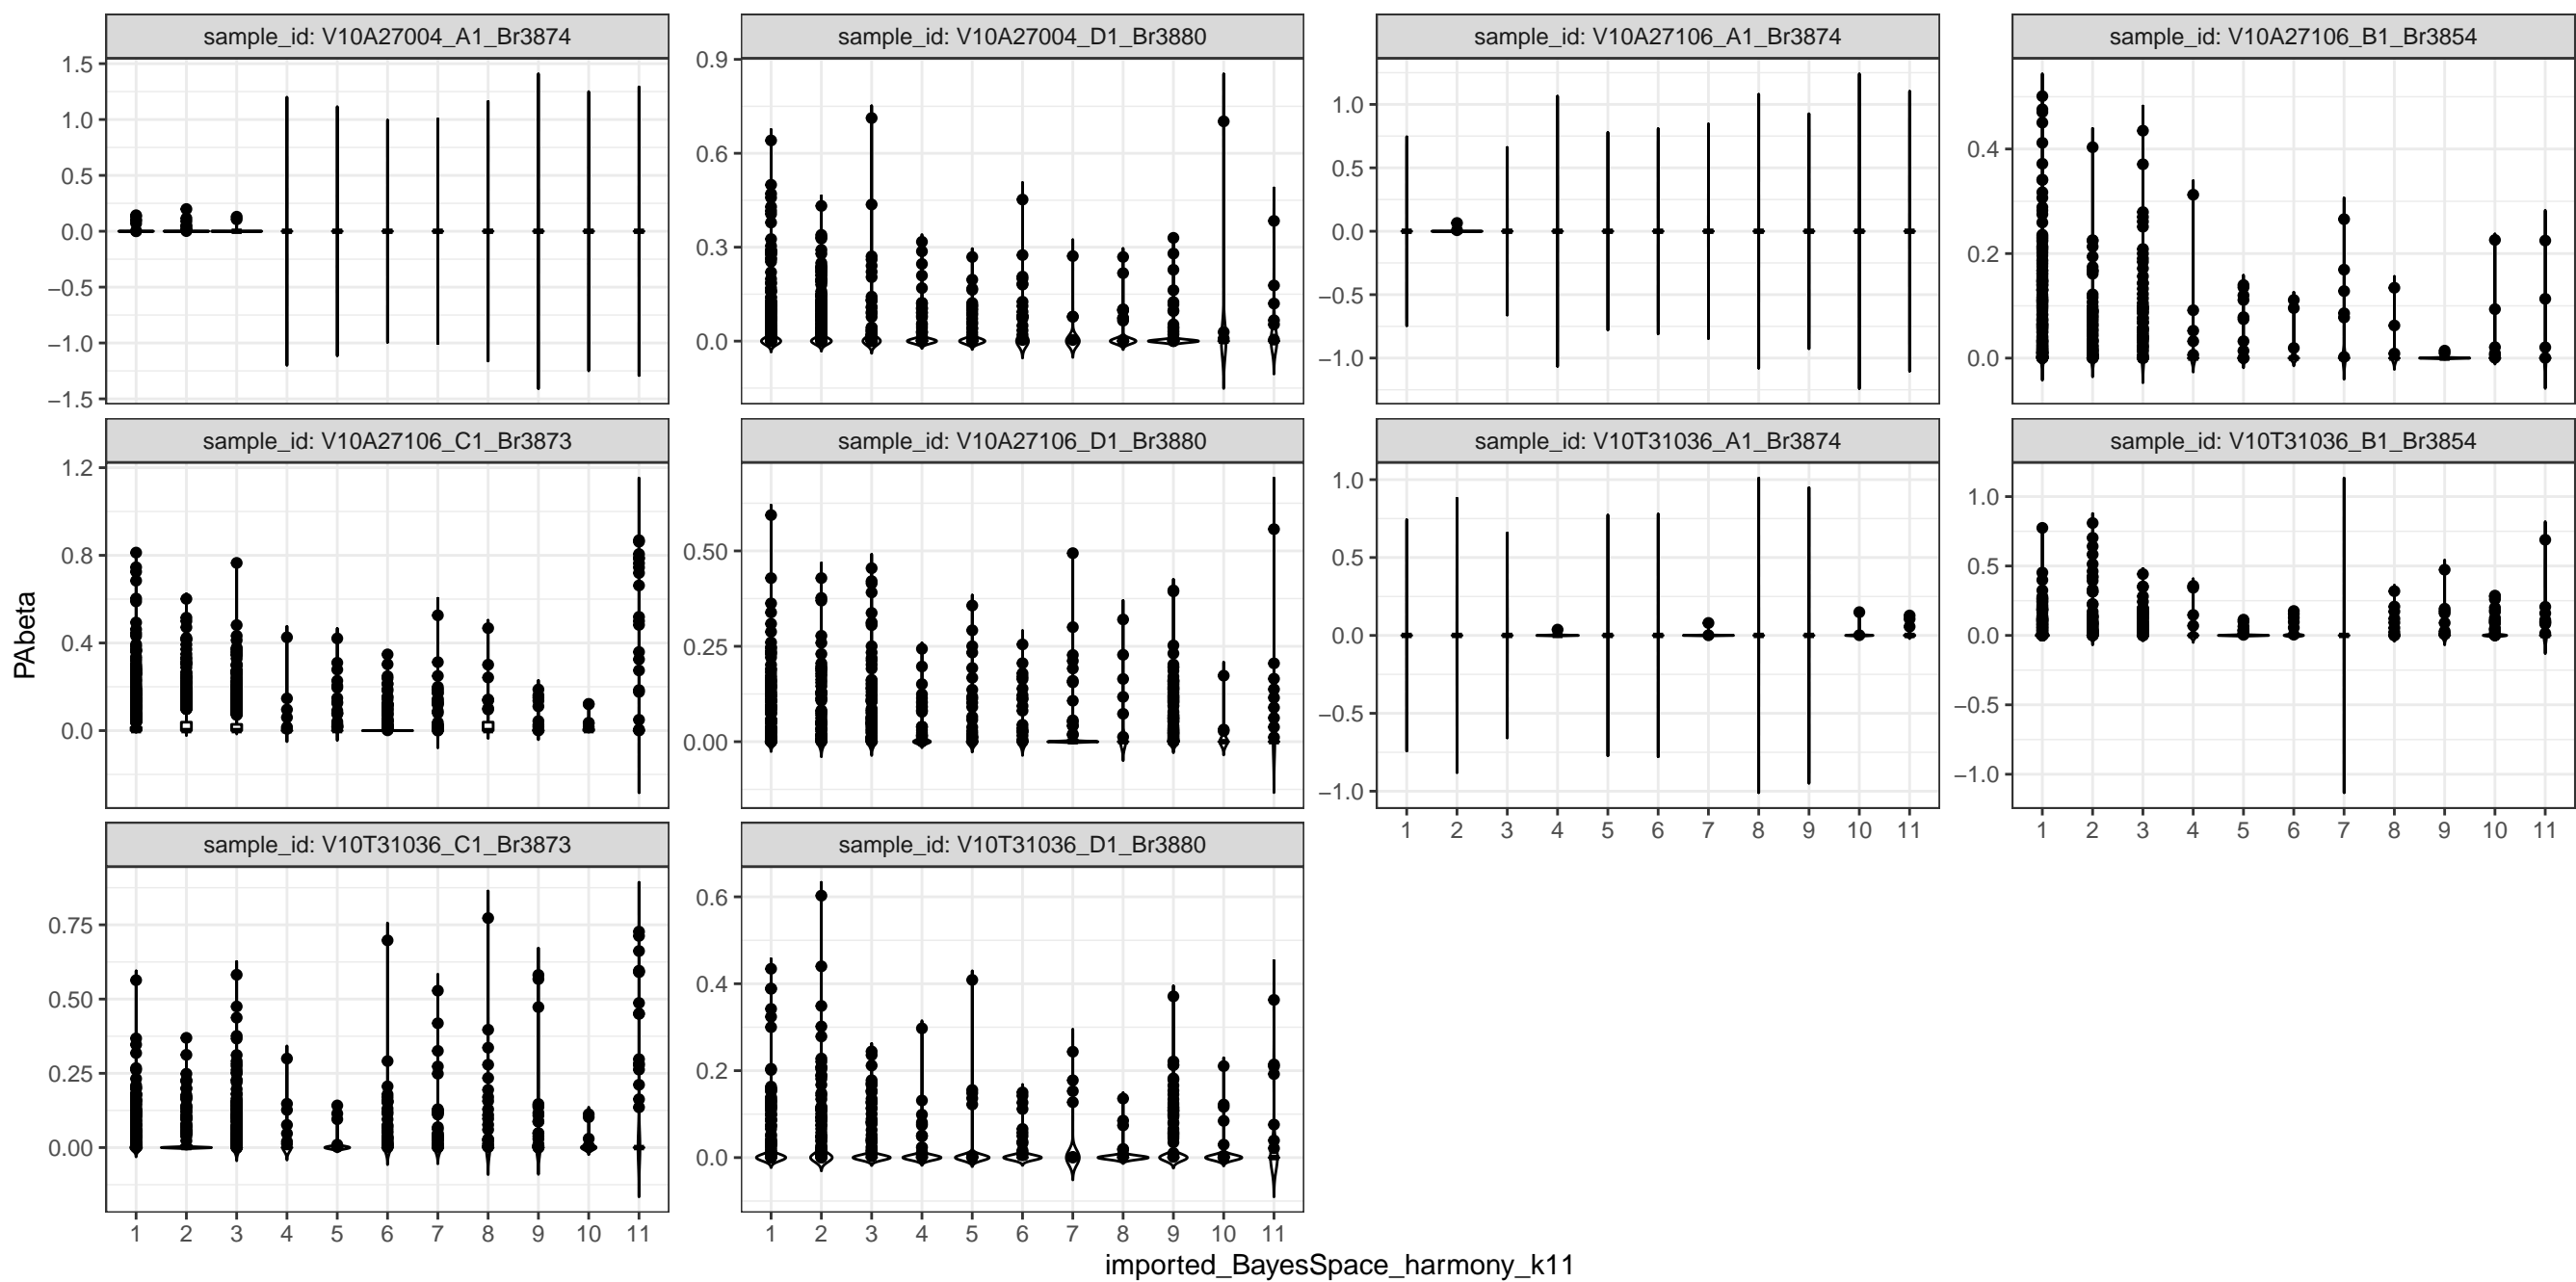 sample_id: V10A27004_A1_Br3874
sample_id: V10A27004_D1_Br3880
sample_id: V10A27106_A1_Br3874
sample_id: V10A27106_B1_Br3854
1.5
1.0
0.5
0.0
−0.5
−1.0
−1.5
0.9
0.6
0.3
0.0
1.0
0.5
0.0
−0.5
−1.0
0.4
0.2
0.0
sample_id: V10A27106_C1_Br3873
sample_id: V10A27106_D1_Br3880
sample_id: V10T31036_A1_Br3874
sample_id: V10T31036_B1_Br3854
1.2
0.8
0.4
0.0
0.50
0.25
0.00
1.0
0.5
0.0
−0.5
−1.0
1.0
0.5
0.0
−0.5
−1.0
1 2 3 4 5 6 7 8 9 10 11
1 2 3 4 5 6 7 8 9 10 11
sample_id: V10T31036_C1_Br3873
sample_id: V10T31036_D1_Br3880
0.75
0.50
0.25
0.00
0.6
0.4
0.2
0.0
1 2 3 4 5 6 7 8 9 10 11
1 2 3 4 5 6 7 8 9 10 11
PAbeta
imported_BayesSpace_harmony_k11